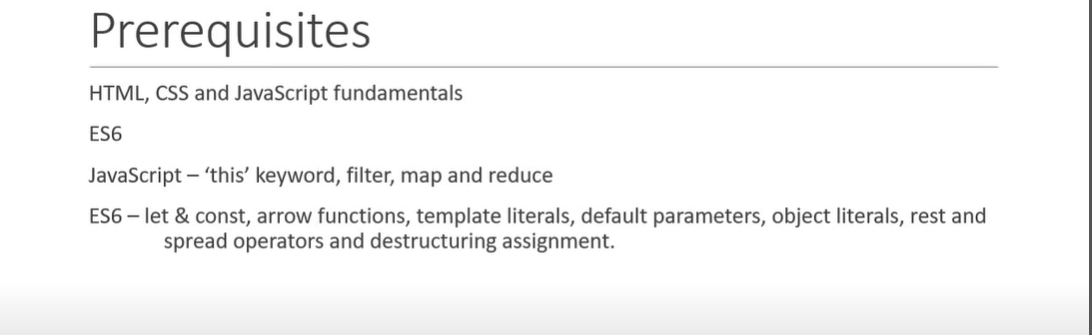 Prerequisites
HTML, CSS and JavaScript fundamentals
ES6
JavaScript – ‘this’ keyword, filter, map and reduce
ES6 – let & const, arrow functions, template literals, default parameters, object literals, rest and
spread operators and destructuring assignment.